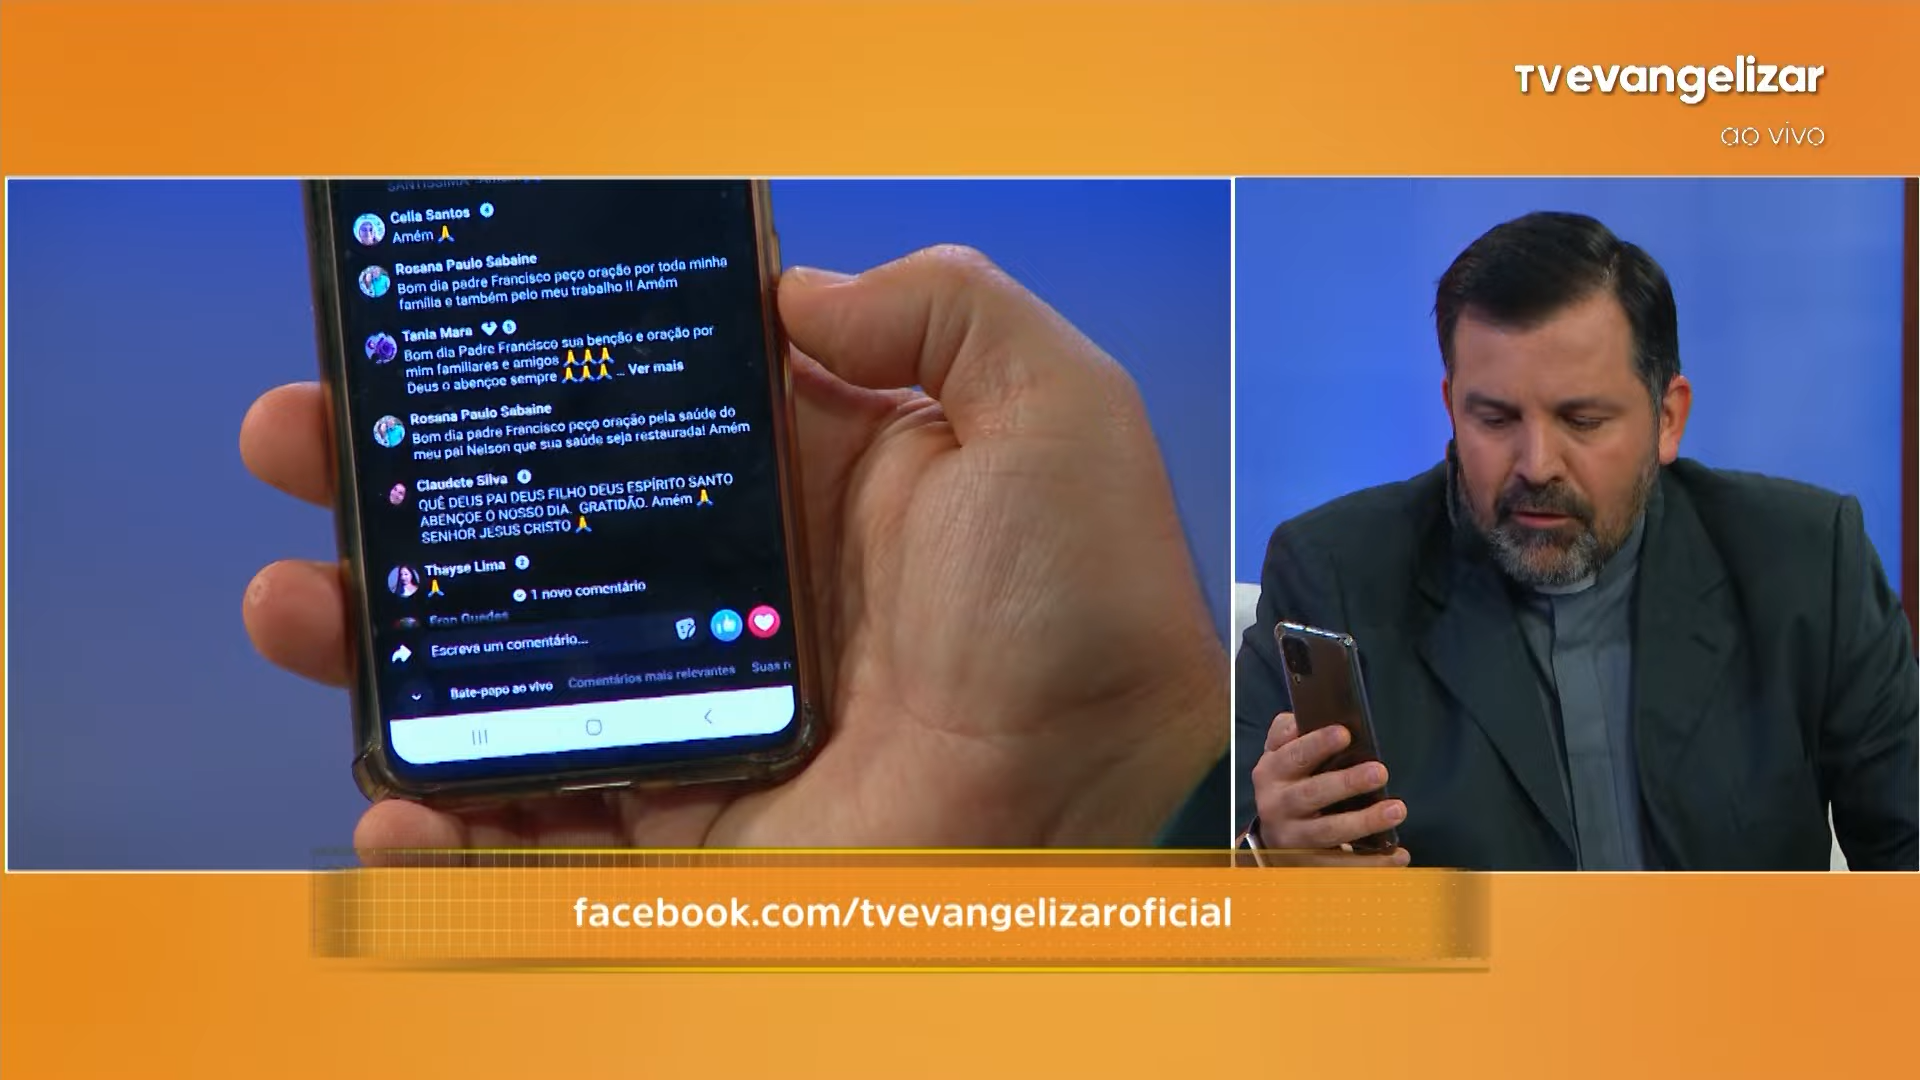 TVevangelizar
ao vivo
SANTÍSSIMA
Celia Santos
Amém 🙏
Rosana Paulo Sabaine
Bom dia padre Francisco peço oração por toda minha
família e também pelo meu trabalho !! Amém
Tania Mara
Bom dia Padre Francisco sua benção e oração por
mim familiares e amigos 🙏🙏🙏
Deus o abençoe sempre 🙏🙏🙏 ... Ver mais
Rosana Paulo Sabaine
Bom dia padre Francisco peço oração pela saúde do
meu pai Nelson que sua saúde seja restaurada! Amém
Claudete Silva
QUÊ DEUS PAI DEUS FILHO DEUS ESPÍRITO SANTO
ABENÇOE O NOSSO DIA. GRATIDÃO. Amém 🙏
SENHOR JESUS CRISTO 🙏
Thayse Lima
🙏
1 novo comentário
Eron Guedes
Escreva um comentário...
Bate-papo ao vivo Comentários mais relevantes Suas r
facebook.com/tvevangelizaroficial